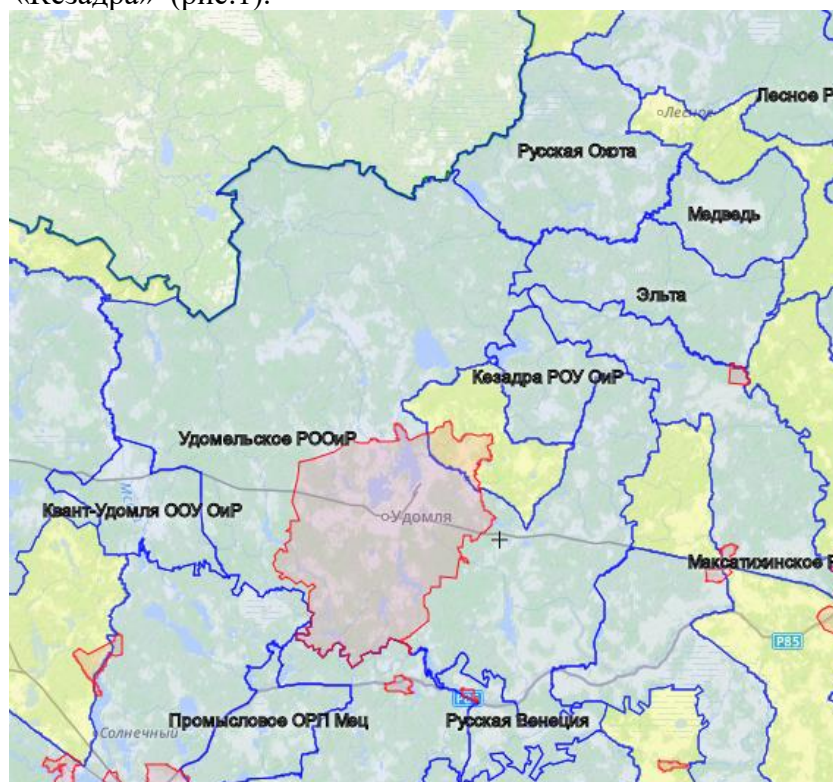 «Кезадра» (рис.1).
Лесное Р
Лесное
Русская Охота
Медведь
Эльта
Кезадра РОУ ОиР
Удомельское РООиР
Квант-Удомля ООУ ОиР
Удомля
Максатихинское Р
Р85
Промысловое ОРЛ Мец
Русская Венеция
Солнечный